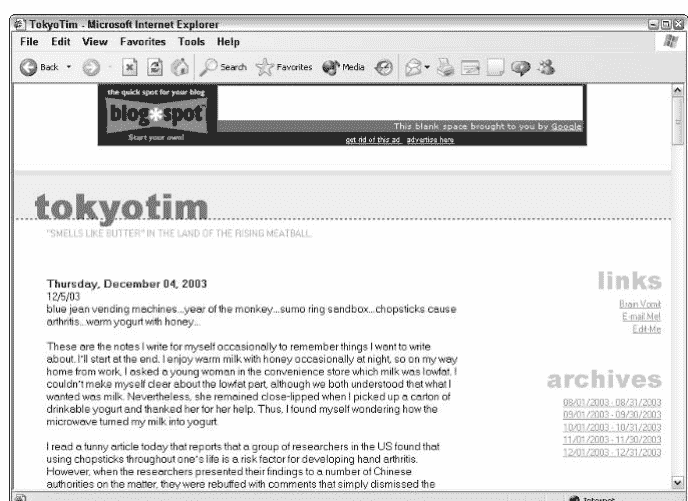 TokyoTim - Microsoft Internet Explorer
File Edit View Favorites Tools Help
Back Search Favorites Media
the quick spot for your blog
blog*spot
Start your own!
This blank space brought to you by Google
get rid of this ad advertise here
tokyotim
"SMELLS LIKE BUTTER" IN THE LAND OF THE RISING MEATBALL.
Thursday, December 04, 2003
12/5/03
blue jean vending machines...year of the monkey...sumo ring sandbox...chopsticks cause
arthritis...warm yogurt with honey...
These are the notes I write for myself occasionally to remember things I want to write
about. I'll start at the end. I enjoy warm milk with honey occasionally at night, so on my way
home from work, I asked a young woman in the convenience store which milk was lowfat. I
couldn't make myself clear about the lowfat part, although we both understood that what I
wanted was milk. Nevertheless, she remained close-lipped when I picked up a carton of
drinkable yogurt and thanked her for her help. Thus, I found myself wondering how the
microwave turned my milk into yogurt.
I read a funny article today that reports that a group of researchers in the US found that
using chopsticks throughout one's life is a risk factor for developing hand arthritis.
However, when the researchers presented their findings to a number of Chinese
authorities on the matter, they were rebuffed with comments that simply dismissed the
links
Brain Vomit
E-mail Me!
Edit-Me
archives
08/01/2003 - 08/31/2003
09/01/2003 - 09/30/2003
10/01/2003 - 10/31/2003
11/01/2003 - 11/30/2003
12/01/2003 - 12/31/2003
Internet